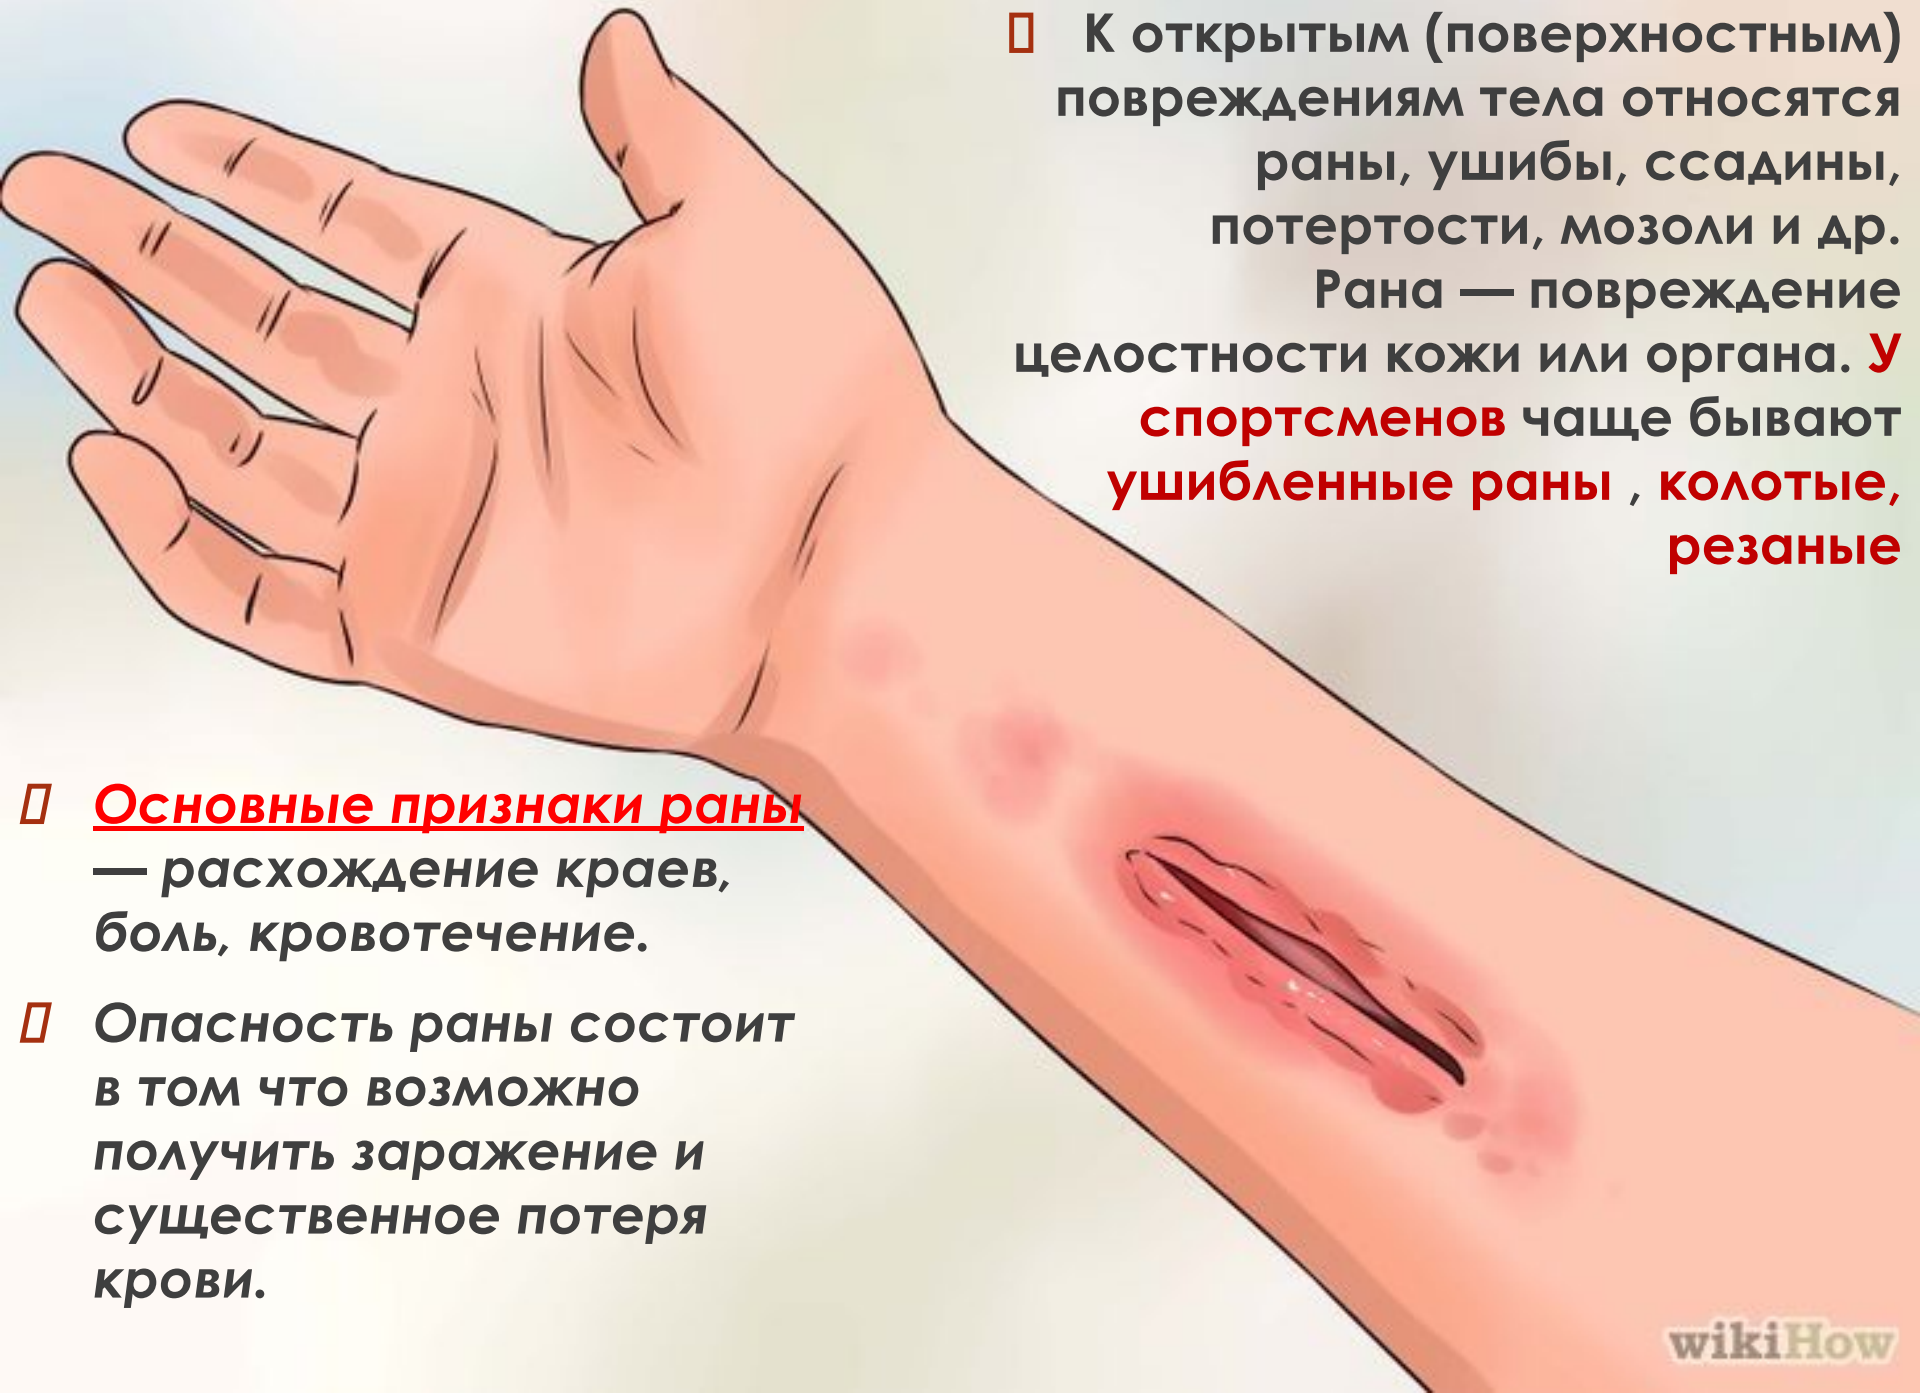 К открытым (поверхностным)
повреждениям тела относятся
раны, ушибы, ссадины,
потертости, мозоли и др.
Рана — повреждение
целостности кожи или органа. У
спортсменов чаще бывают
ушибленные раны , колотые,
резаные
Основные признаки раны
— расхождение краев,
боль, кровотечение.
Опасность раны состоит
в том что возможно
получить заражение и
существенное потеря
крови.
wikiHow